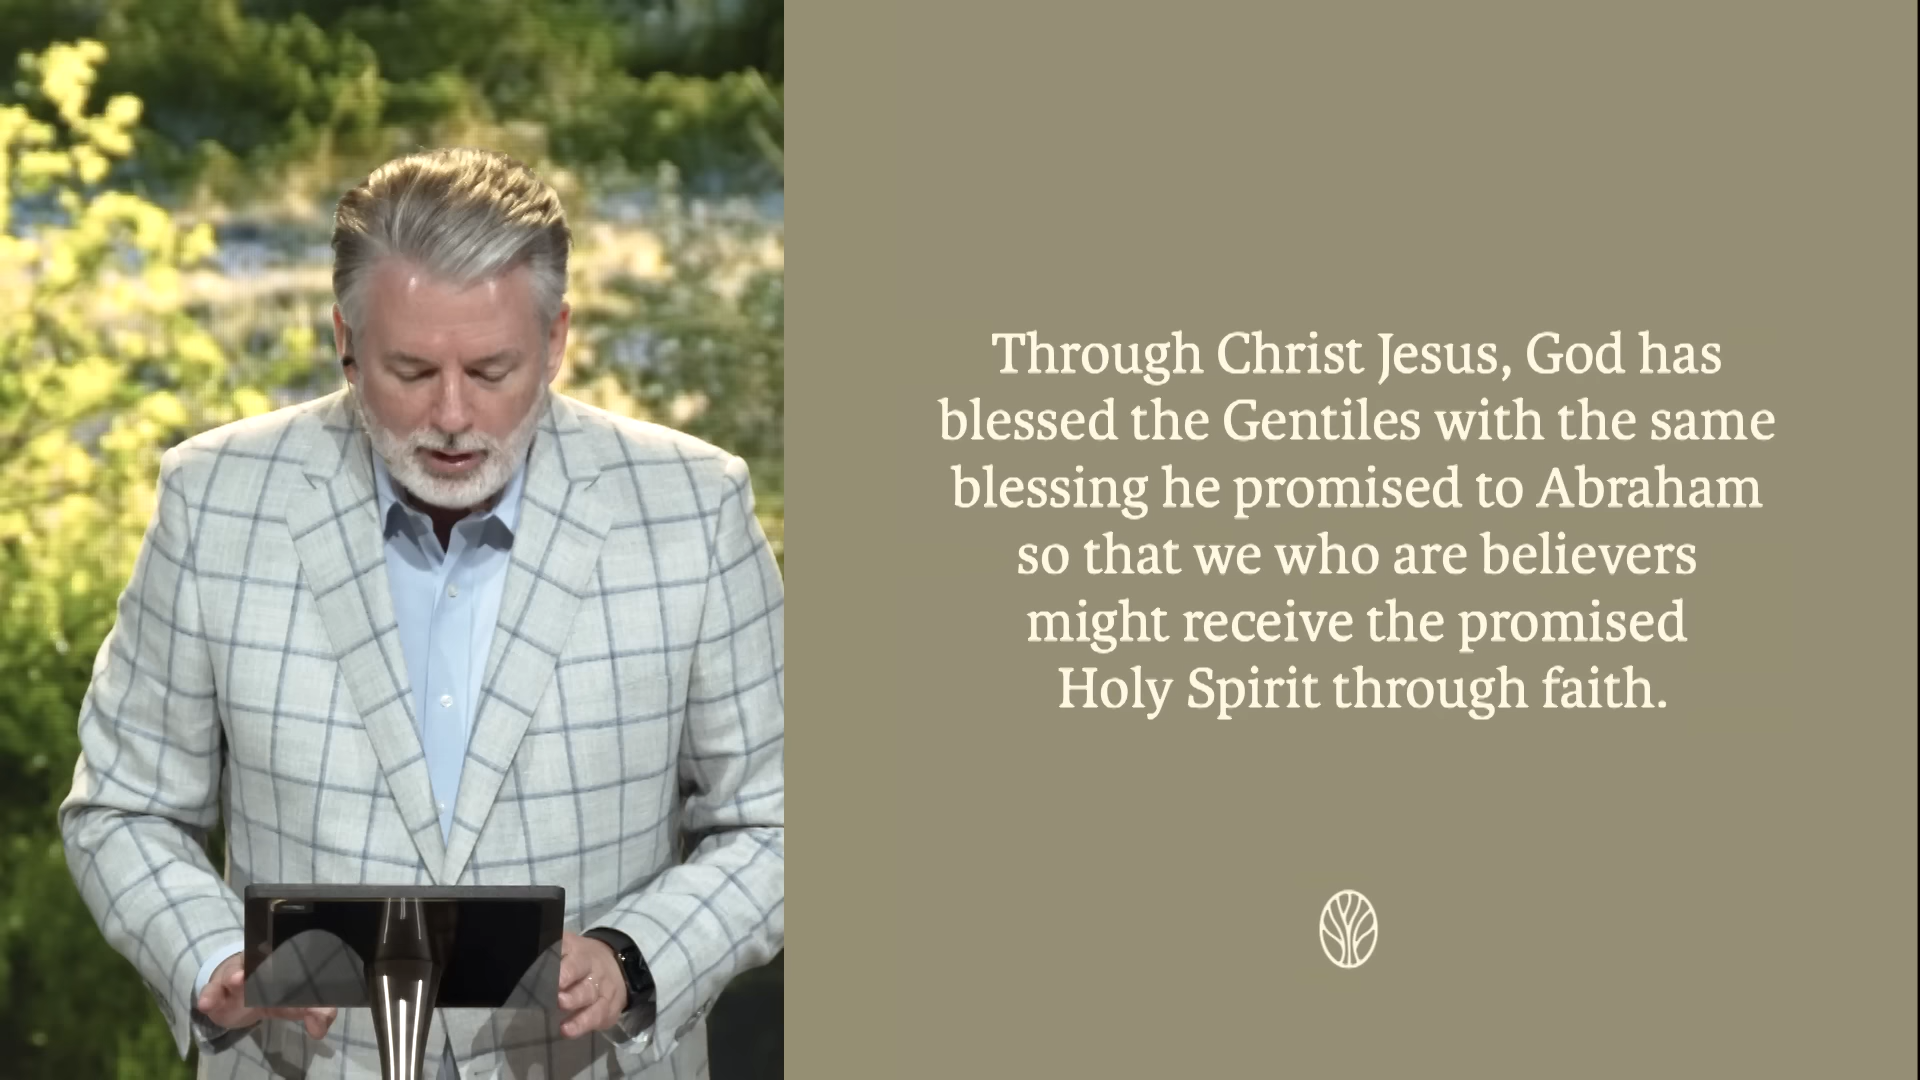 Through Christ Jesus, God has
blessed the Gentiles with the same
blessing he promised to Abraham
so that we who are believers
might receive the promised
Holy Spirit through faith.